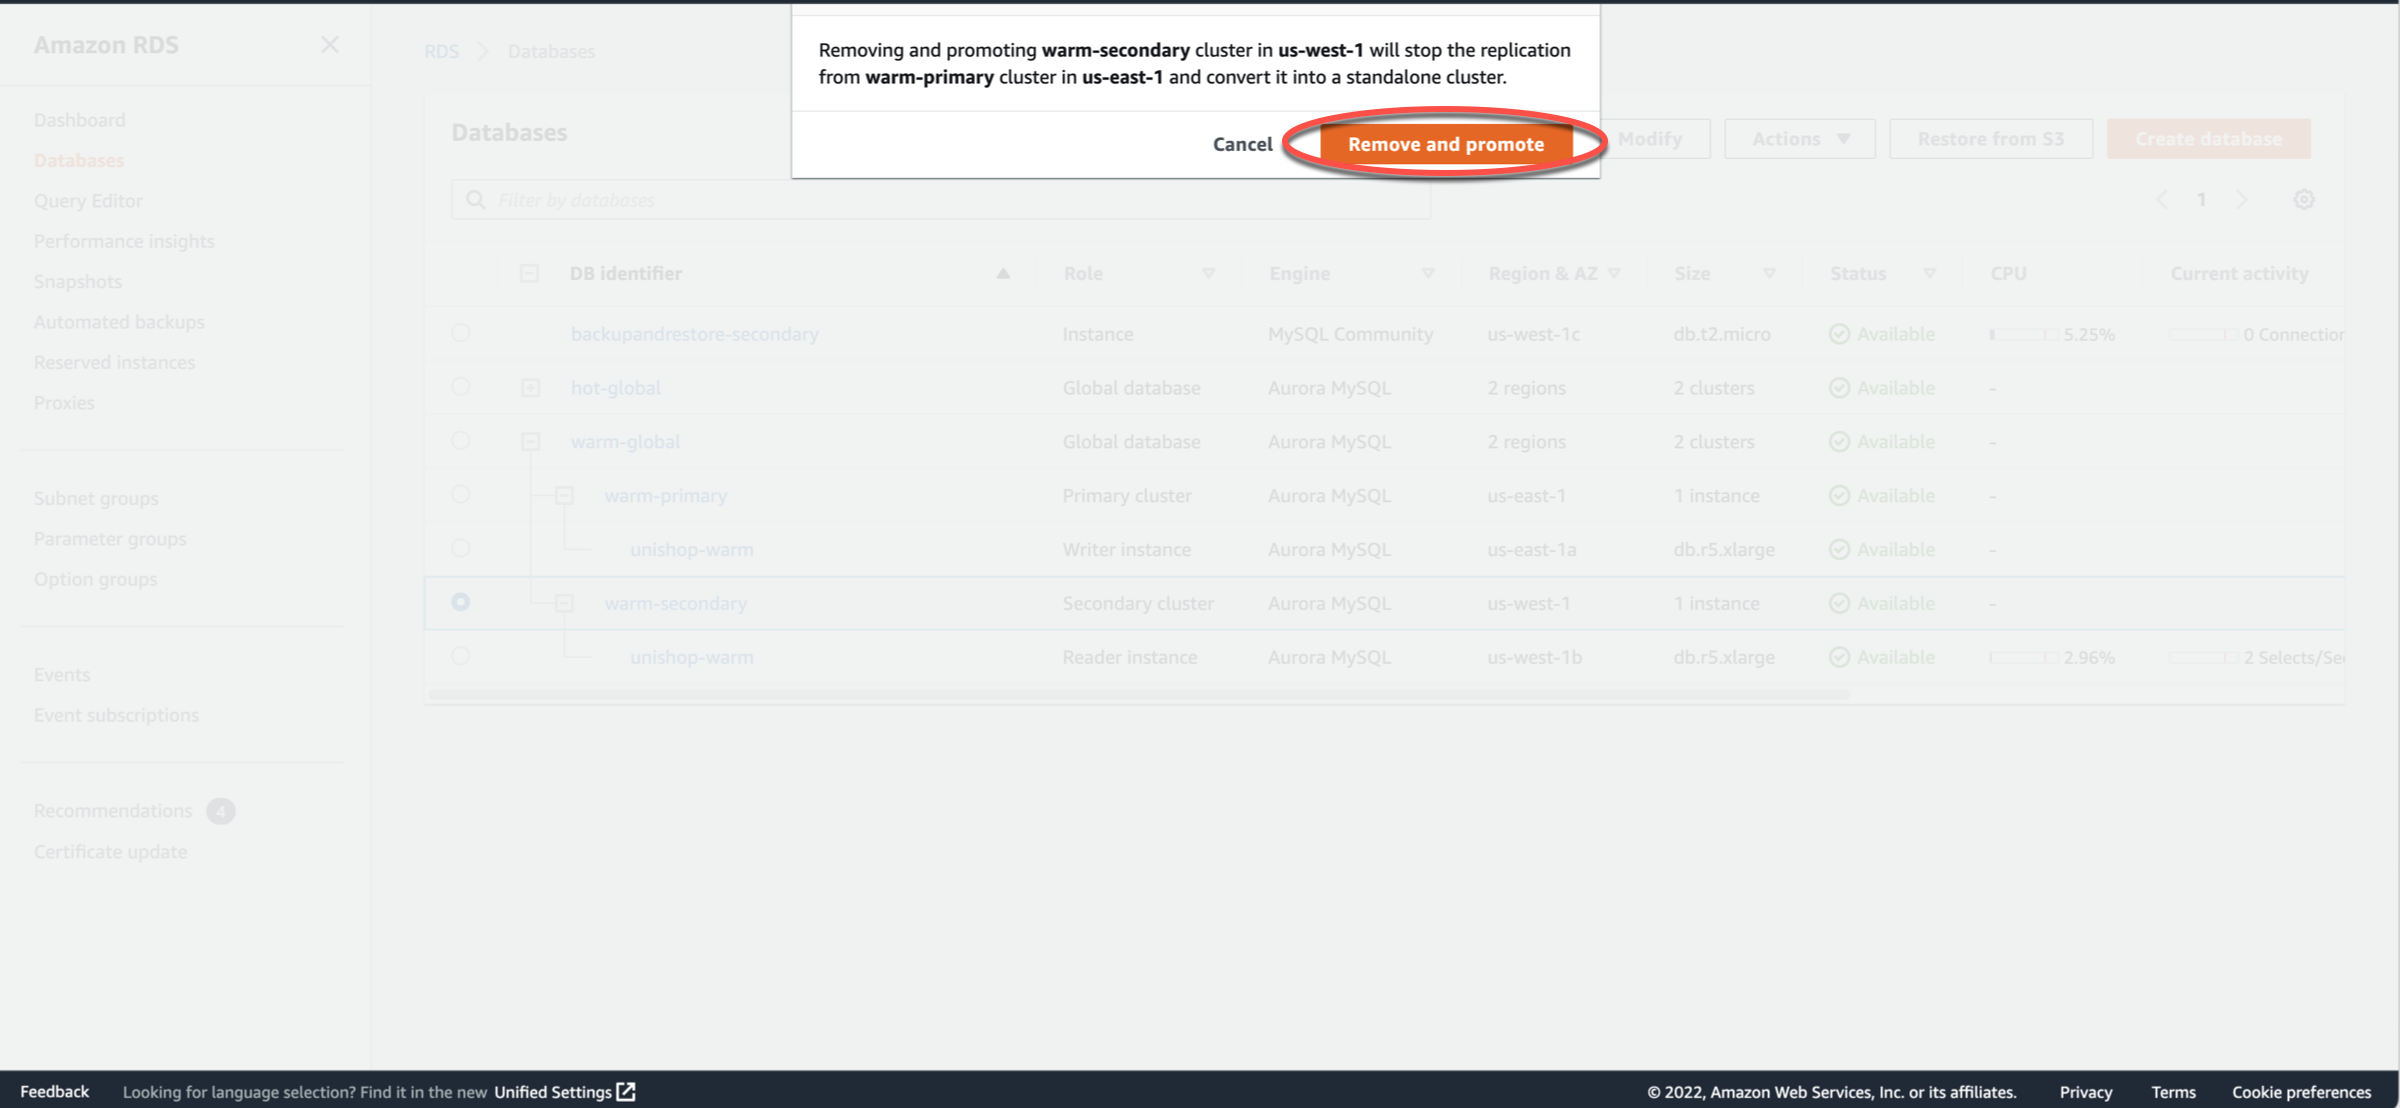 Amazon RDS
Dashboard
Databases
Query Editor
Performance insights
Snapshots
Automated backups
Reserved instances
Proxies
Subnet groups
Parameter groups
Option groups
Events
Event subscriptions
Recommendations 4
Certificate update
RDS Databases
Removing and promoting warm-secondary cluster in us-west-1 will stop the replication
from warm-primary cluster in us-east-1 and convert it into a standalone cluster.
Cancel Remove and promote
Databases Modify Actions Restore from S3 Create database
Filter by databases 1
DB identifier Role Engine Region & AZ Size Status CPU Current activity
backupandrestore-secondary Instance MySQL Community us-west-1c db.t2.micro Available 5.25% 0 Connection
hot-global Global database Aurora MySQL 2 regions 2 clusters Available -
warm-global Global database Aurora MySQL 2 regions 2 clusters Available -
warm-primary Primary cluster Aurora MySQL us-east-1 1 instance Available -
unishop-warm Writer instance Aurora MySQL us-east-1a db.r5.xlarge Available -
warm-secondary Secondary cluster Aurora MySQL us-west-1 1 instance Available -
unishop-warm Reader instance Aurora MySQL us-west-1b db.r5.xlarge Available 2.96% 2 Selects/Se
Feedback Looking for language selection? Find it in the new Unified Settings © 2022, Amazon Web Services, Inc. or its affiliates. Privacy Terms Cookie preferences